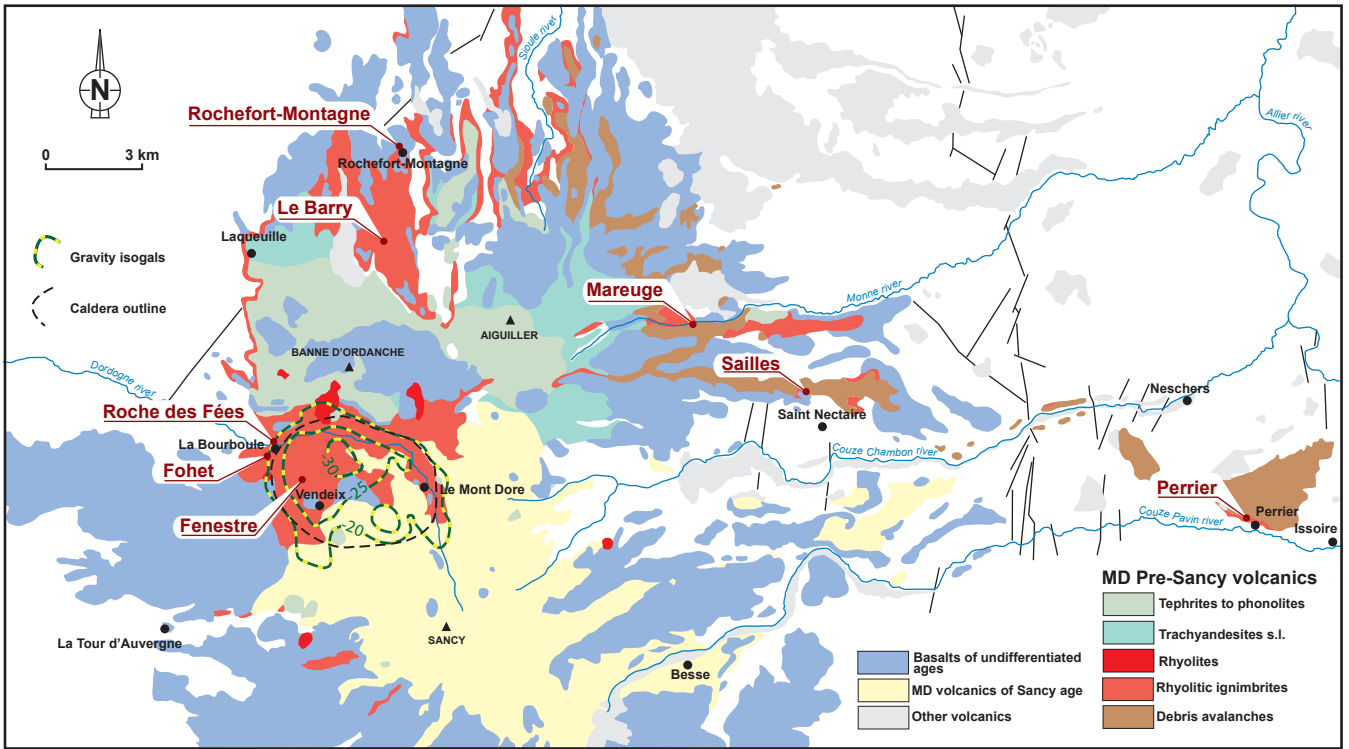 Sioule river
N
Rochefort-Montagne
Allier river
0 3 km
Rochefort-Montagne
Le Barry
Laqueuille
Gravity isogals
Mareuge
Monne river
Caldera outline
AIGUILLER
BANNE D'ORDANCHE
Sailles
Dordogne river
Neschers
Roche des Fées
Saint Nectaire
La Bourboule
Couze Chambon river
Fohet
-30
-25
Vendeix
Le Mont Dore
Perrier
Fenestre
-20
Couze Pavin river
Perrier
Issoire
MD Pre-Sancy volcanics
Tephrites to phonolites
Trachyandesites s.l.
SANCY
La Tour d'Auvergne
Basalts of undifferentiated
ages
Rhyolites
Besse
MD volcanics of Sancy age
Rhyolitic ignimbrites
Other volcanics
Debris avalanches